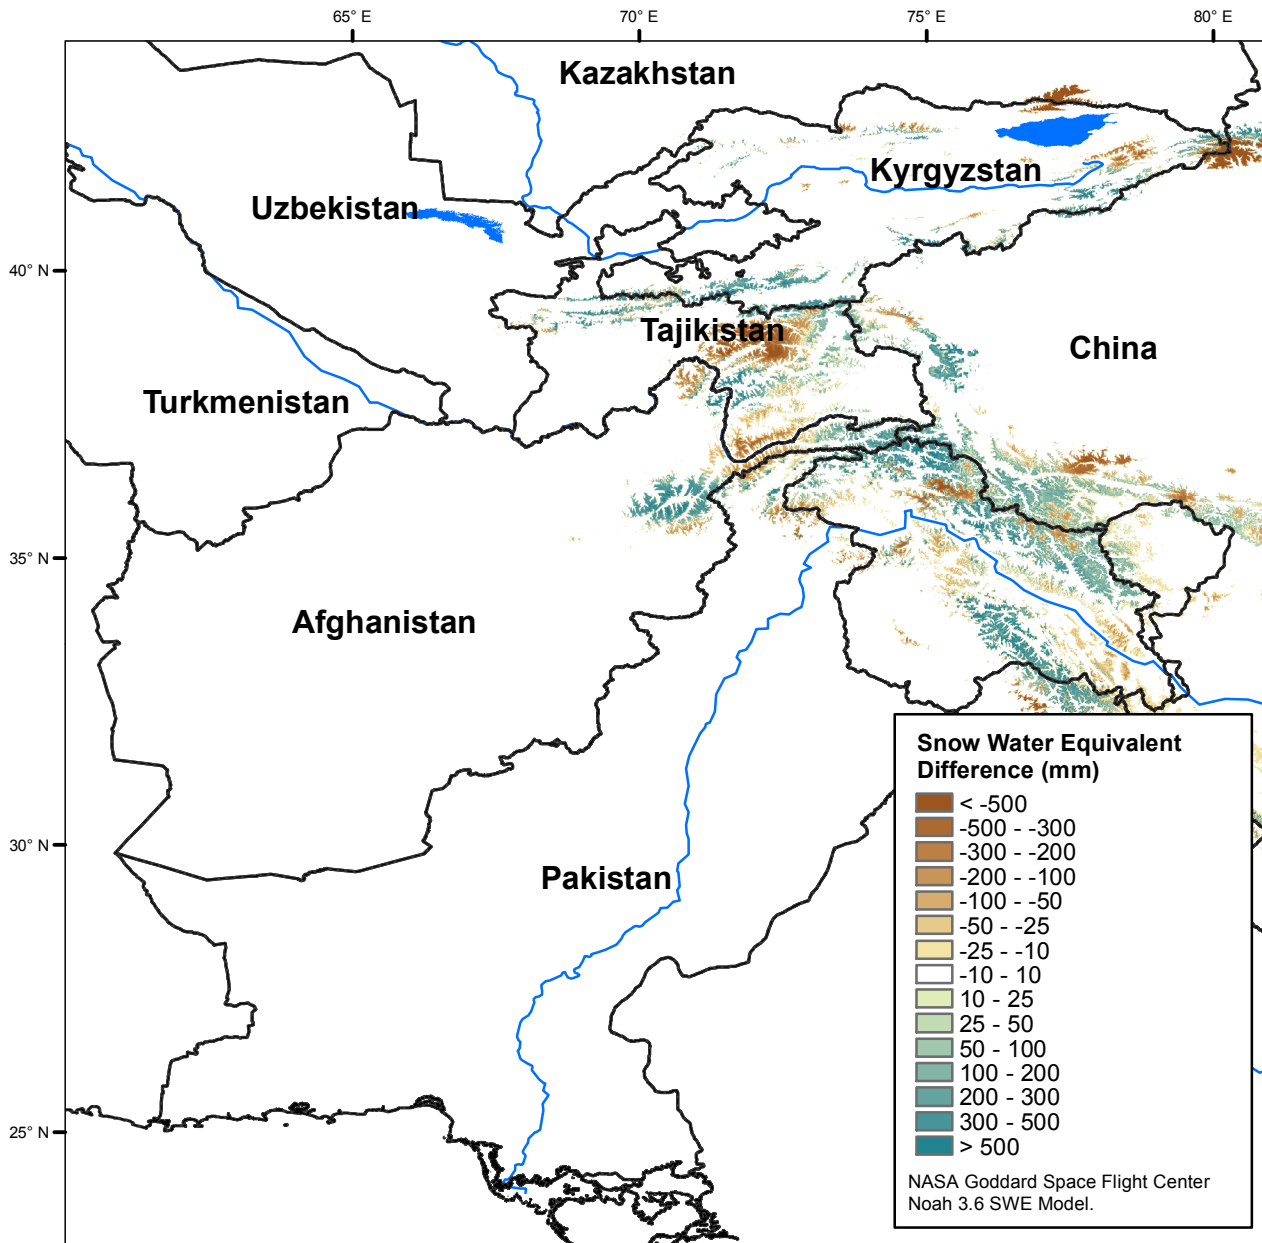 65° E
70° E
75° E
80° E
Kazakhstan
Kyrgyzstan
Uzbekistan
40° N
Tajikistan
China
Turkmenistan
35° N
Afghanistan
Snow Water Equivalent
Difference (mm)
< -500
-500 - -300
-300 - -200
-200 - -100
-100 - -50
-50 - -25
-25 - -10
-10 - 10
10 - 25
25 - 50
50 - 100
100 - 200
200 - 300
300 - 500
> 500
30° N
Pakistan
25° N
NASA Goddard Space Flight Center
Noah 3.6 SWE Model.